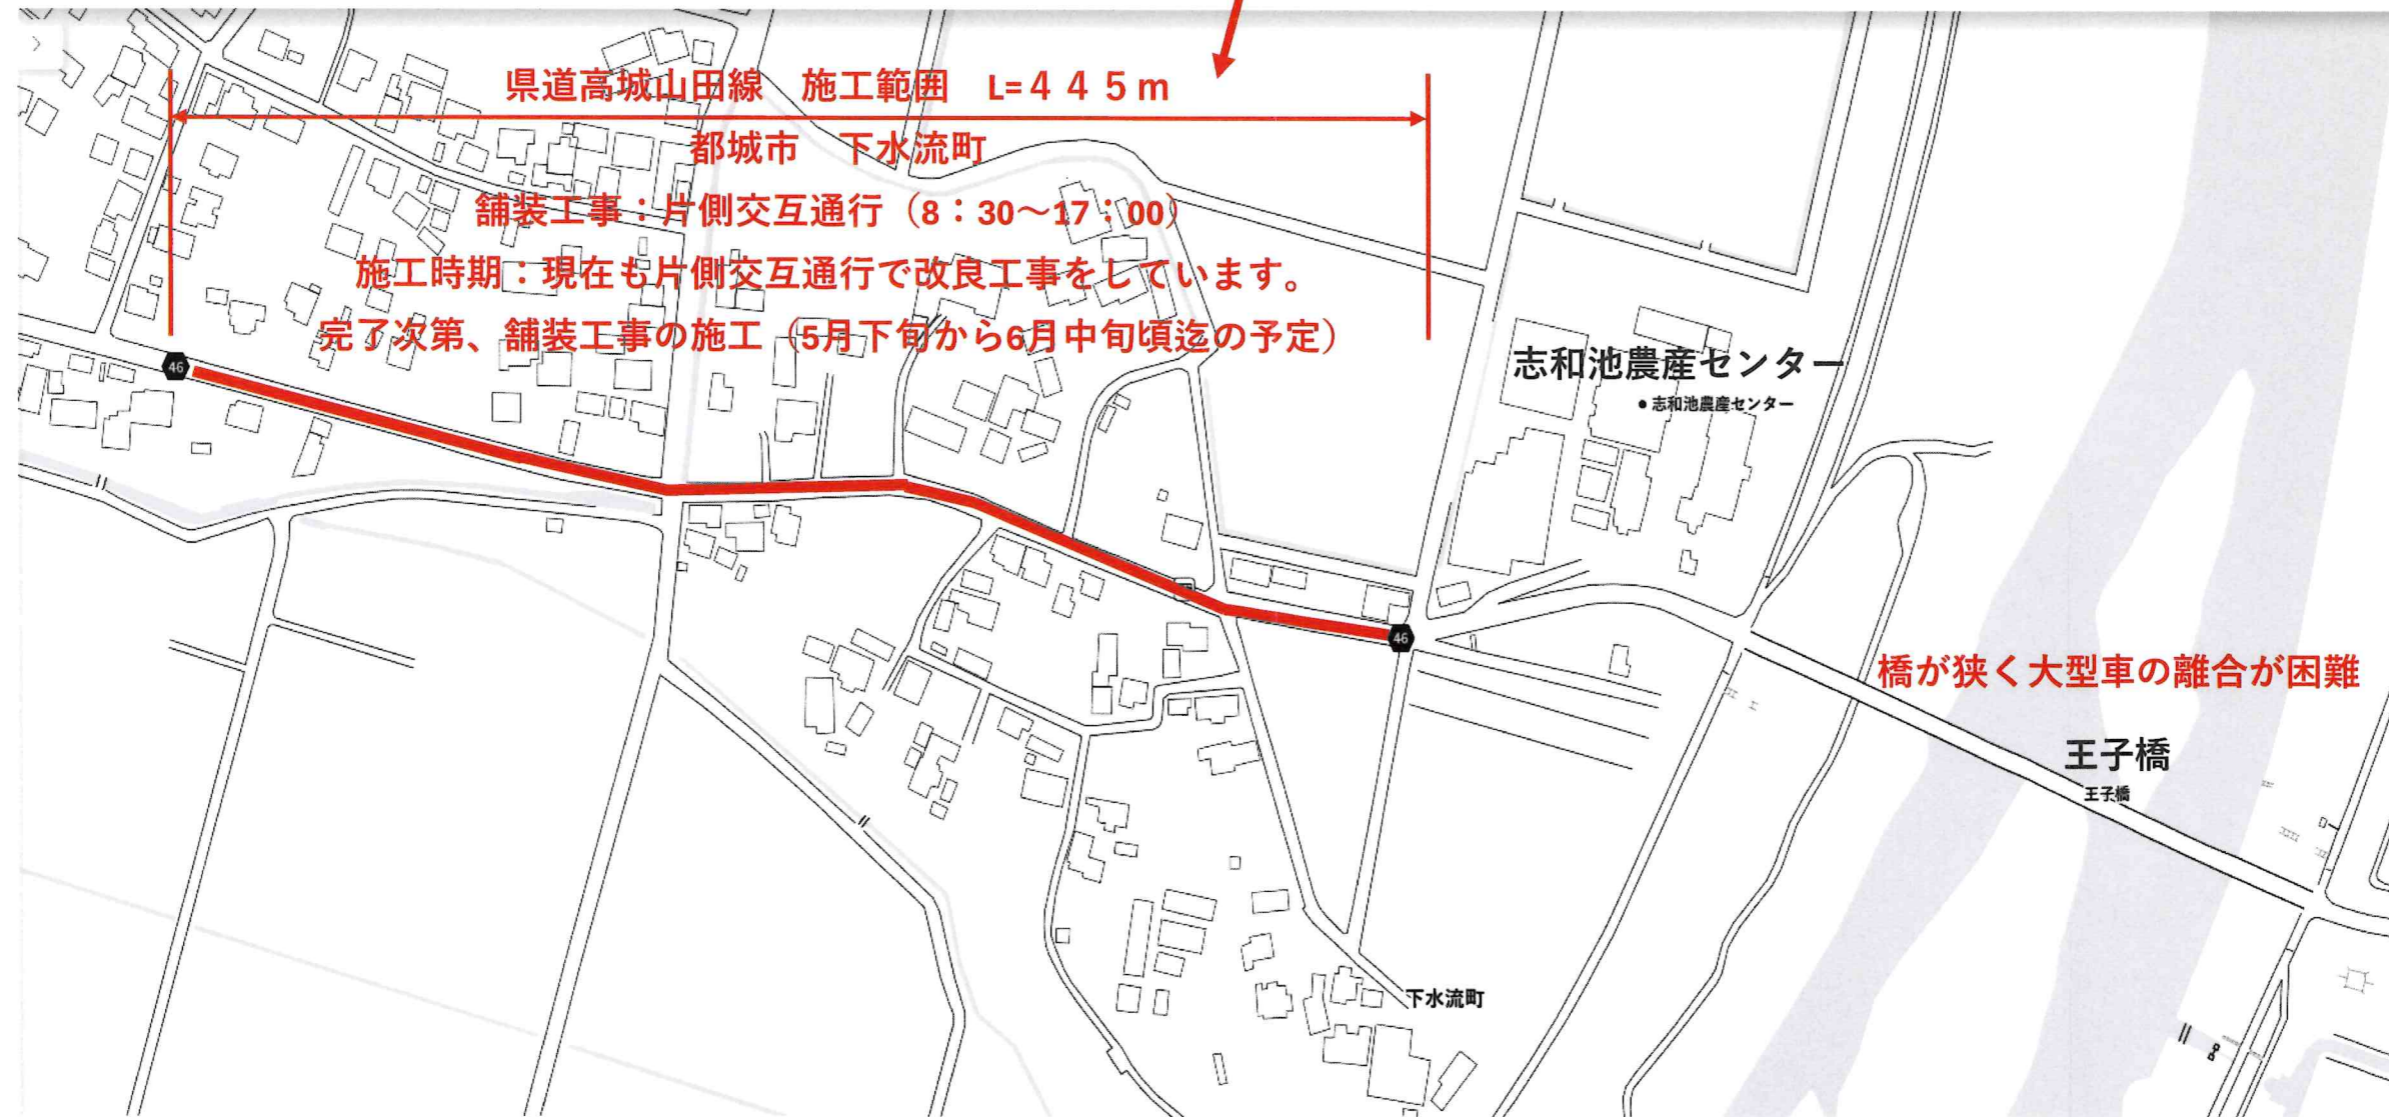 県道高城山田線 施工範囲 L=445m
都城市 下水流町
舗装工事：片側交互通行（8：30～17：00）
施工時期：現在も片側交互通行で改良工事をしています。
完了次第、舗装工事の施工（5月下旬から6月中旬頃迄の予定）
46
志和池農産センター
志和池農産センター
46
橋が狭く大型車の離合が困難
王子橋
王子橋
下水流町